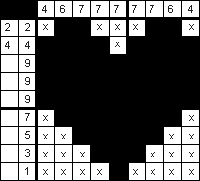 4 6 7 7 7 7 7 6 4
2 2 x x x x x
4 4 x
9
9
9
7 x x
5 x x x x
3 x x x x x x
1 x x x x x x x x